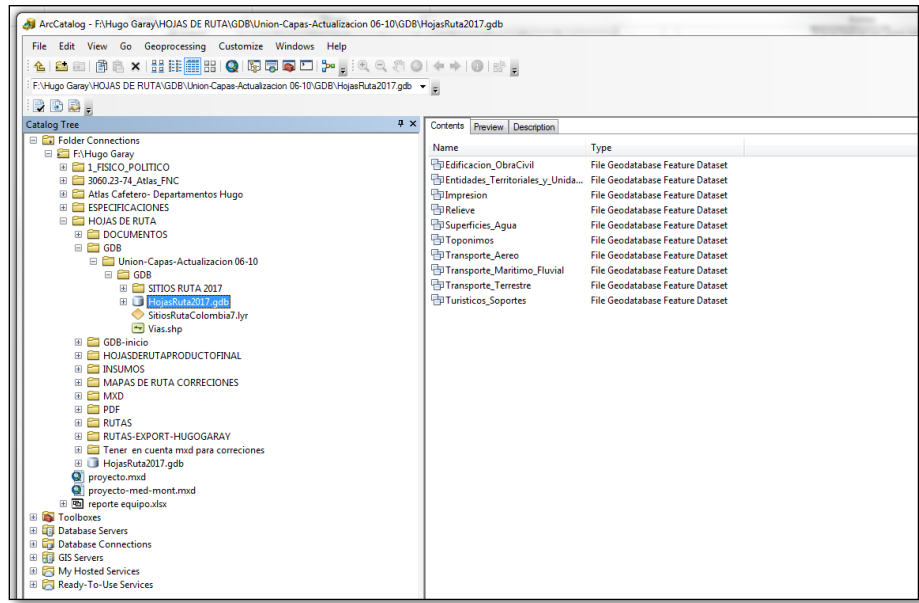 ArcCatalog - F:\Hugo Garay\HOJAS DE RUTA\GDB\Union-Capas-Actualizacion 06-10\GDB\HojasRuta2017.gdb
File Edit View Go Geoprocessing Customize Windows Help
F:\Hugo Garay\HOJAS DE RUTA\GDB\Union-Capas-Actualizacion 06-10\GDB\HojasRuta2017.gdb
Catalog Tree
Folder Connections
F:\Hugo Garay
1_FISICO_POLITICO
3060.23-74_Atlas_FNC
Atlas Cafetero- Departamentos Hugo
ESPECIFICACIONES
HOJAS DE RUTA
DOCUMENTOS
GDB
Union-Capas-Actualizacion 06-10
GDB
SITIOS RUTA 2017
HojasRuta2017.gdb
SitiosRutaColombia7.lyr
Vias.shp
GDB-inicio
HOJASDERUTAPRODUCTOFINAL
INSUMOS
MAPAS DE RUTA CORRECIONES
MXD
PDF
RUTAS
RUTAS-EXPORT-HUGOGARAY
Tener en cuenta mxd para correciones
HojasRuta2017.gdb
proyecto.mxd
proyecto-med-mont.mxd
reporte equipo.xlsx
Toolboxes
Database Servers
Database Connections
GIS Servers
My Hosted Services
Ready-To-Use Services
Contents Preview Description
Name Type
Edificacion_ObraCivil File Geodatabase Feature Dataset
Entidades_Territoriales_y_Unida... File Geodatabase Feature Dataset
Impresion File Geodatabase Feature Dataset
Relieve File Geodatabase Feature Dataset
Superficies_Agua File Geodatabase Feature Dataset
Toponimos File Geodatabase Feature Dataset
Transporte_Aereo File Geodatabase Feature Dataset
Transporte_Maritimo_Fluvial File Geodatabase Feature Dataset
Transporte_Terrestre File Geodatabase Feature Dataset
Turisticos_Soportes File Geodatabase Feature Dataset